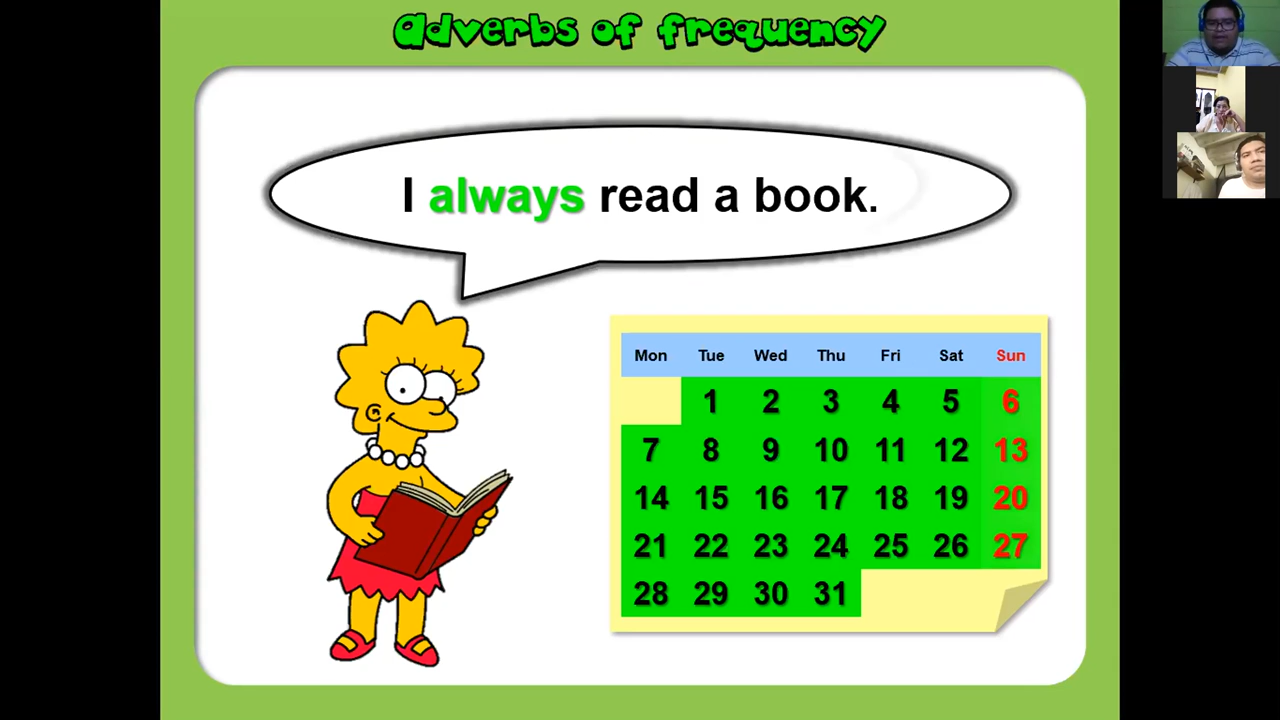 Adverbs of frequency
I always read a book.
Mon Tue Wed Thu Fri Sat Sun
1 2 3 4 5 6
7 8 9 10 11 12 13
14 15 16 17 18 19 20
21 22 23 24 25 26 27
28 29 30 31